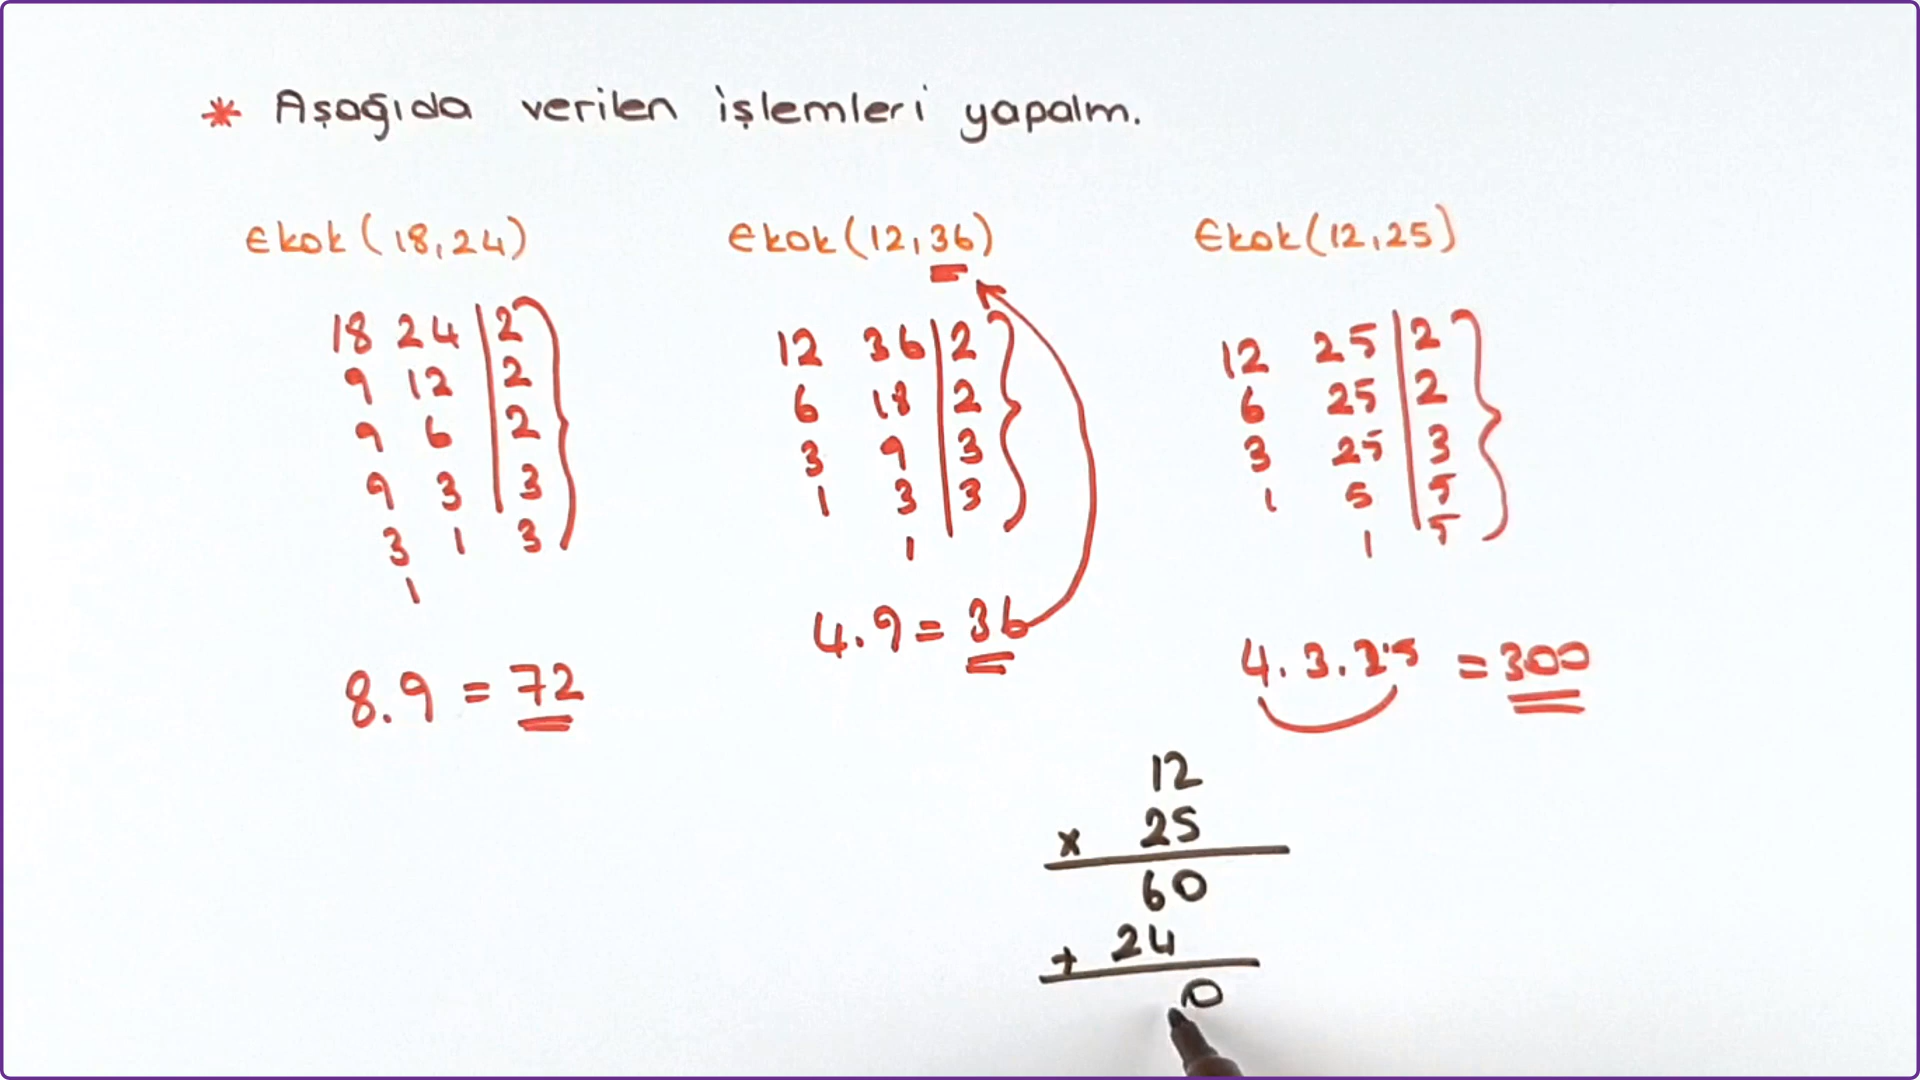 * Aşağıda verilen işlemleri yapalm.
Ekok(18,24)
18 24 | 2
9 12 | 2
9 6 | 2
9 3 | 3
3 1 3
1
8.9 = 72
Ekok(12,36)
12 36 | 2
6 18 | 2
3 9 | 3
1 3 | 3
1
4.9 = 36
Ekok(12,25)
12 25 | 2
6 25 | 2
3 25 | 3
1 5 | 5
1 5
4.3.25 = 300
12
x 25
60
+ 24
0